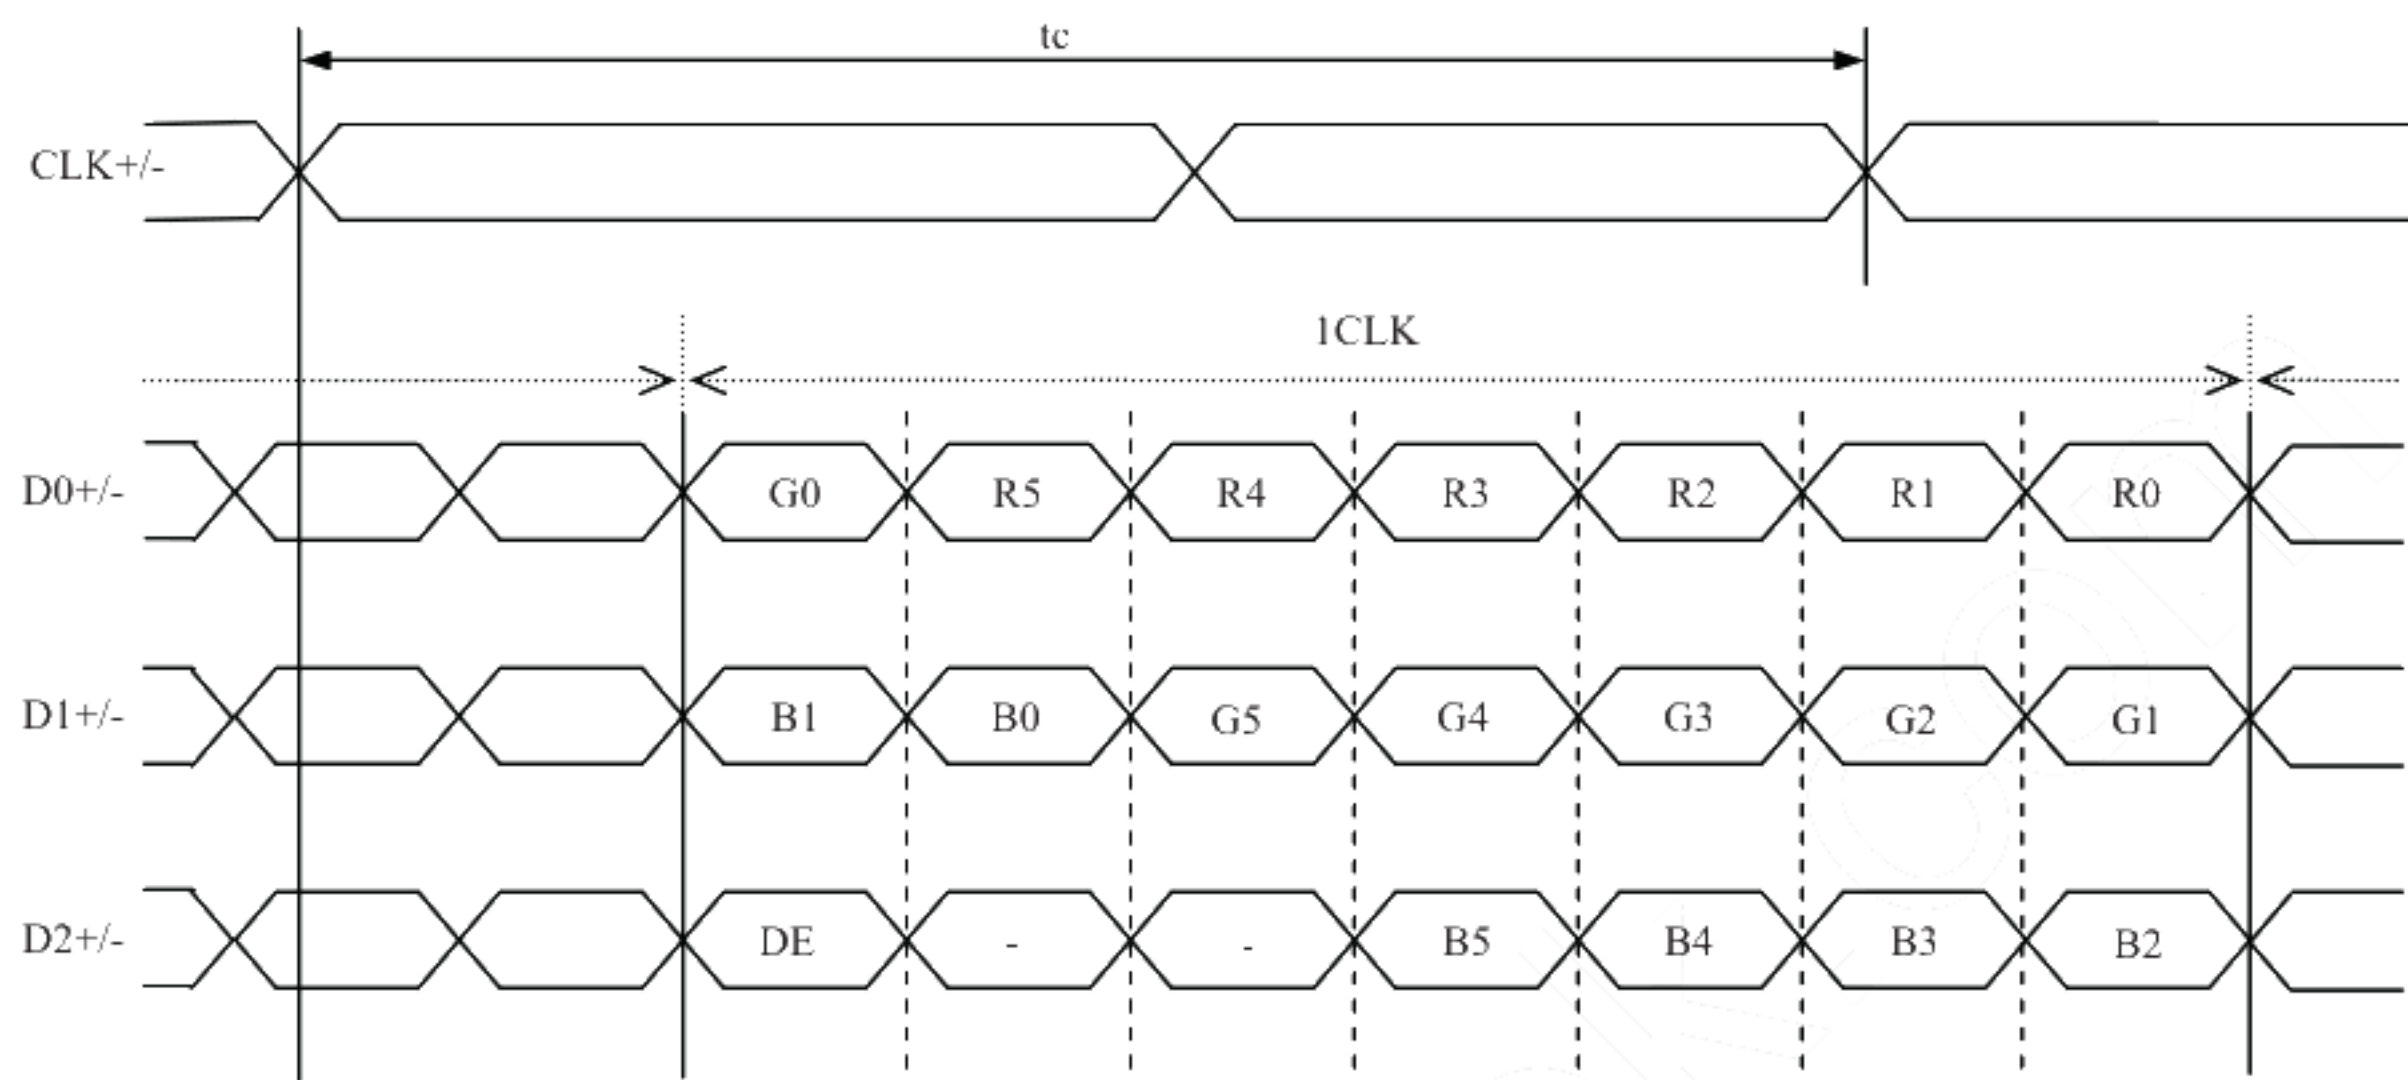 tc
CLK+/-
1CLK
D0+/- G0 R5 R4 R3 R2 R1 R0
D1+/- B1 B0 G5 G4 G3 G2 G1
D2+/- DE - - B5 B4 B3 B2